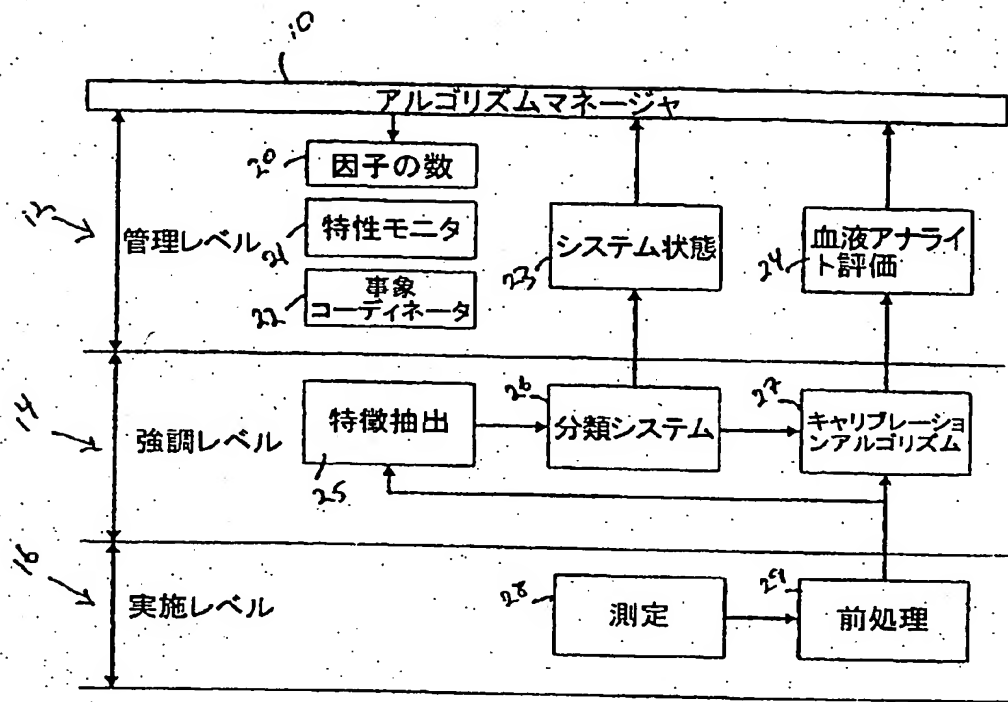 10
アルゴリズムマネージャ
20
因子の数
12
管理レベル
21
特性モニタ
22
事象
コーディネータ
23
システム状態
24
血液アナライ
ト評価
14
強調レベル
特徴抽出
25
26
分類システム
27
キャリブレーショ
ンアルゴリズム
16
実施レベル
28
測定
29
前処理